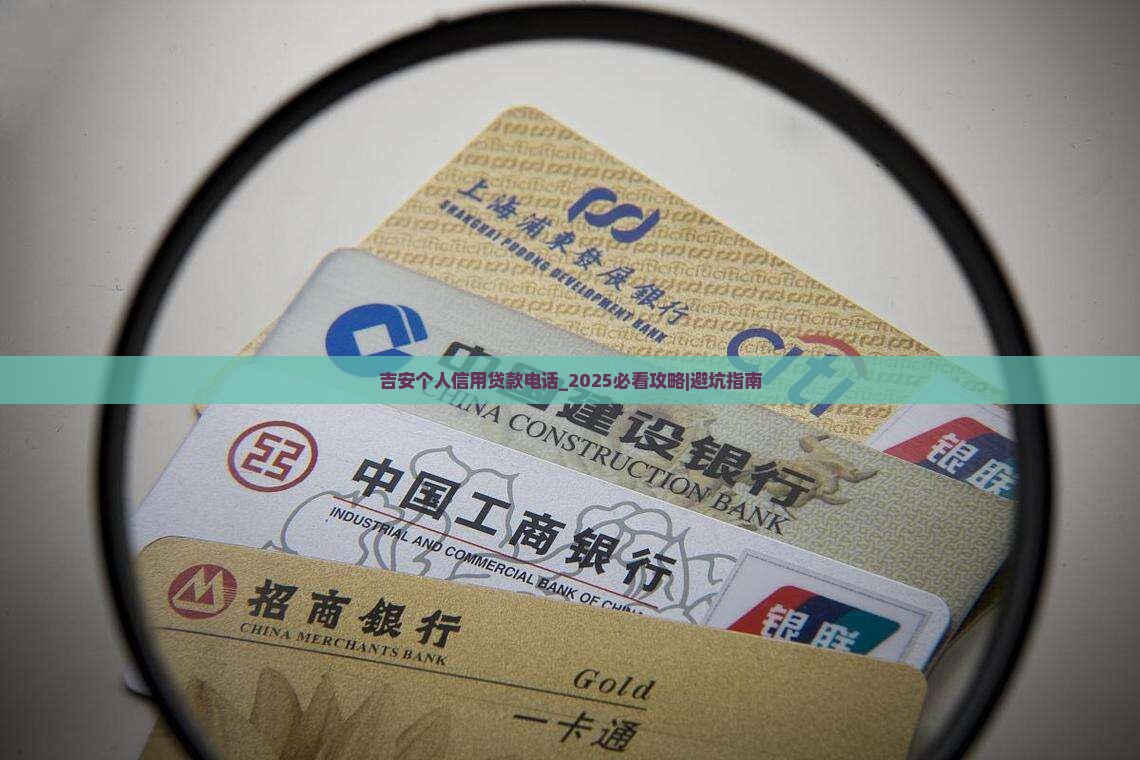 上海浦東發展銀行
SHANGHAI PUDONG DEVELOPMENT BANK
citi
吉安个人信用贷款电话_2025必看攻略|避坑指南
中国建设银行
CHINA CONSTRUCTION BANK
银联
中国工商银行
INDUSTRIAL AND COMMERCIAL BANK OF CHINA
银联
招商銀行
CHINA MERCHANTS BANK
Gold
一卡通